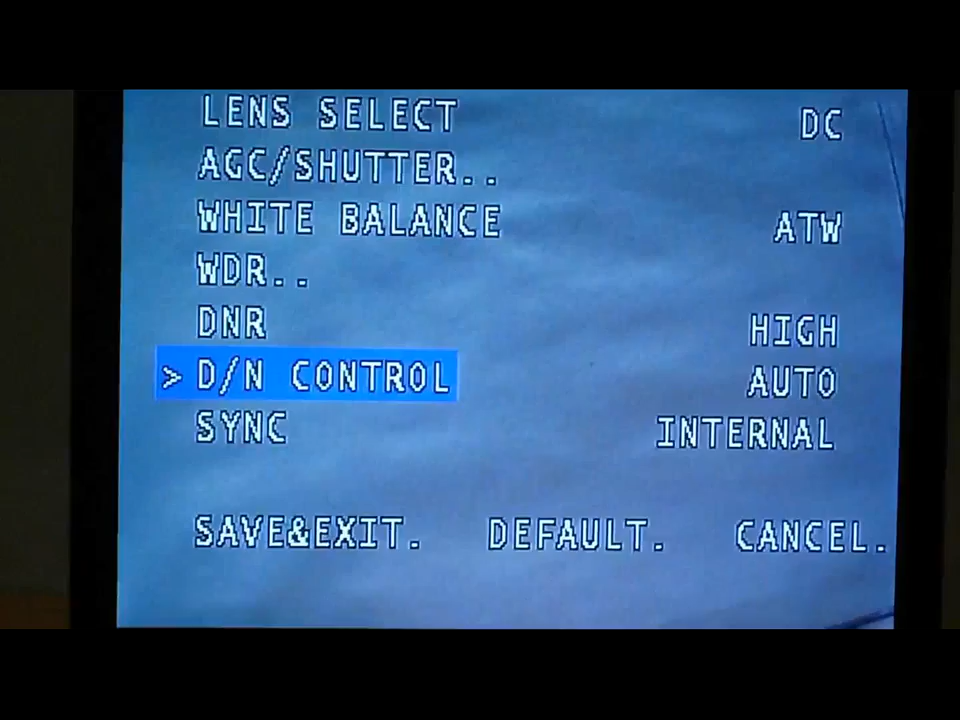 LENS SELECT DC
AGC/SHUTTER..
WHITE BALANCE ATW
WDR..
DNR HIGH
> D/N CONTROL AUTO
SYNC INTERNAL
SAVE&EXIT. DEFAULT. CANCEL.